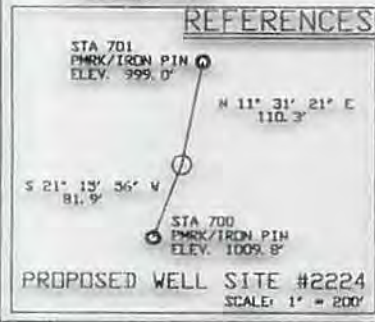 REFERENCES
STA 701
PMRK/IRON PIN
ELEV. 999.0'
N 11° 31' 21" E
110.3'
S 21° 15' 56" W
81.9'
STA 700
PMRK/IRON PIN
ELEV. 1009.8'
PROPOSED WELL SITE #2224
SCALE: 1" = 200'